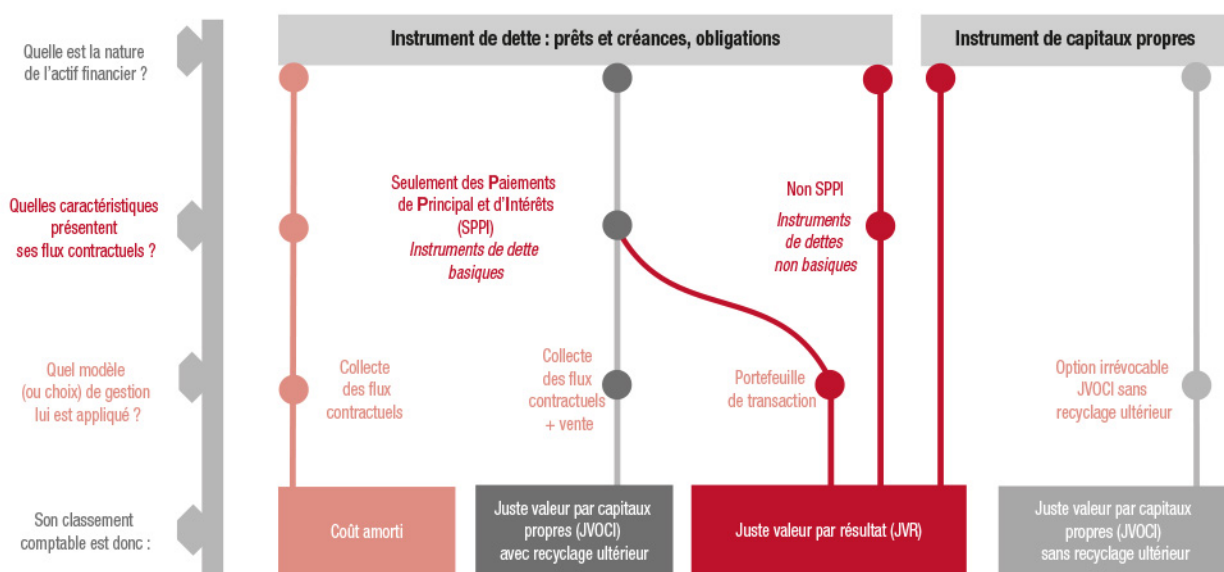 Instrument de dette : prêts et créances, obligations
Instrument de capitaux propres
Quelle est la nature
de l'actif financier ?
Quelles caractéristiques
présentent
ses flux contractuels ?
Seulement des Paiements
de Principal et d'Intérêts
(SPPI)
Instruments de dette
basiques
Non SPPI
Instruments
de dettes
non basiques
Quel modèle
(ou choix) de gestion
lui est appliqué ?
Collecte
des flux
contractuels
Collecte
des flux
contractuels
+ vente
Portefeuille
de transaction
Option irrévocable
JVOCI sans
recyclage ultérieur
Son classement
comptable est donc :
Coût amorti
Juste valeur par capitaux
propres (JVOCI)
avec recyclage ultérieur
Juste valeur par résultat (JVR)
Juste valeur par capitaux
propres (JVOCI)
sans recyclage ultérieur